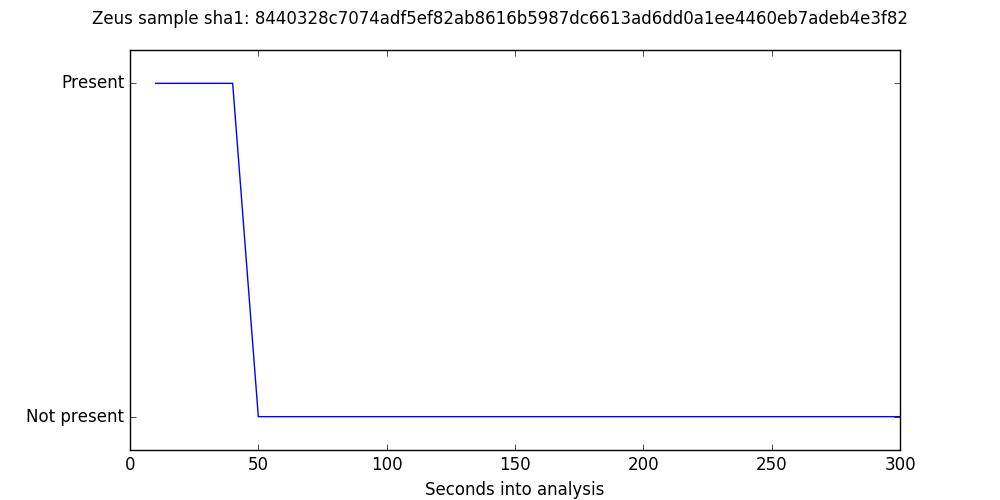 Zeus sample sha1: 8440328c7074adf5ef82ab8616b5987dc6613ad6dd0a1ee4460eb7adeb4e3f82
Present
Not present
0 50 100 150 200 250 300
Seconds into analysis